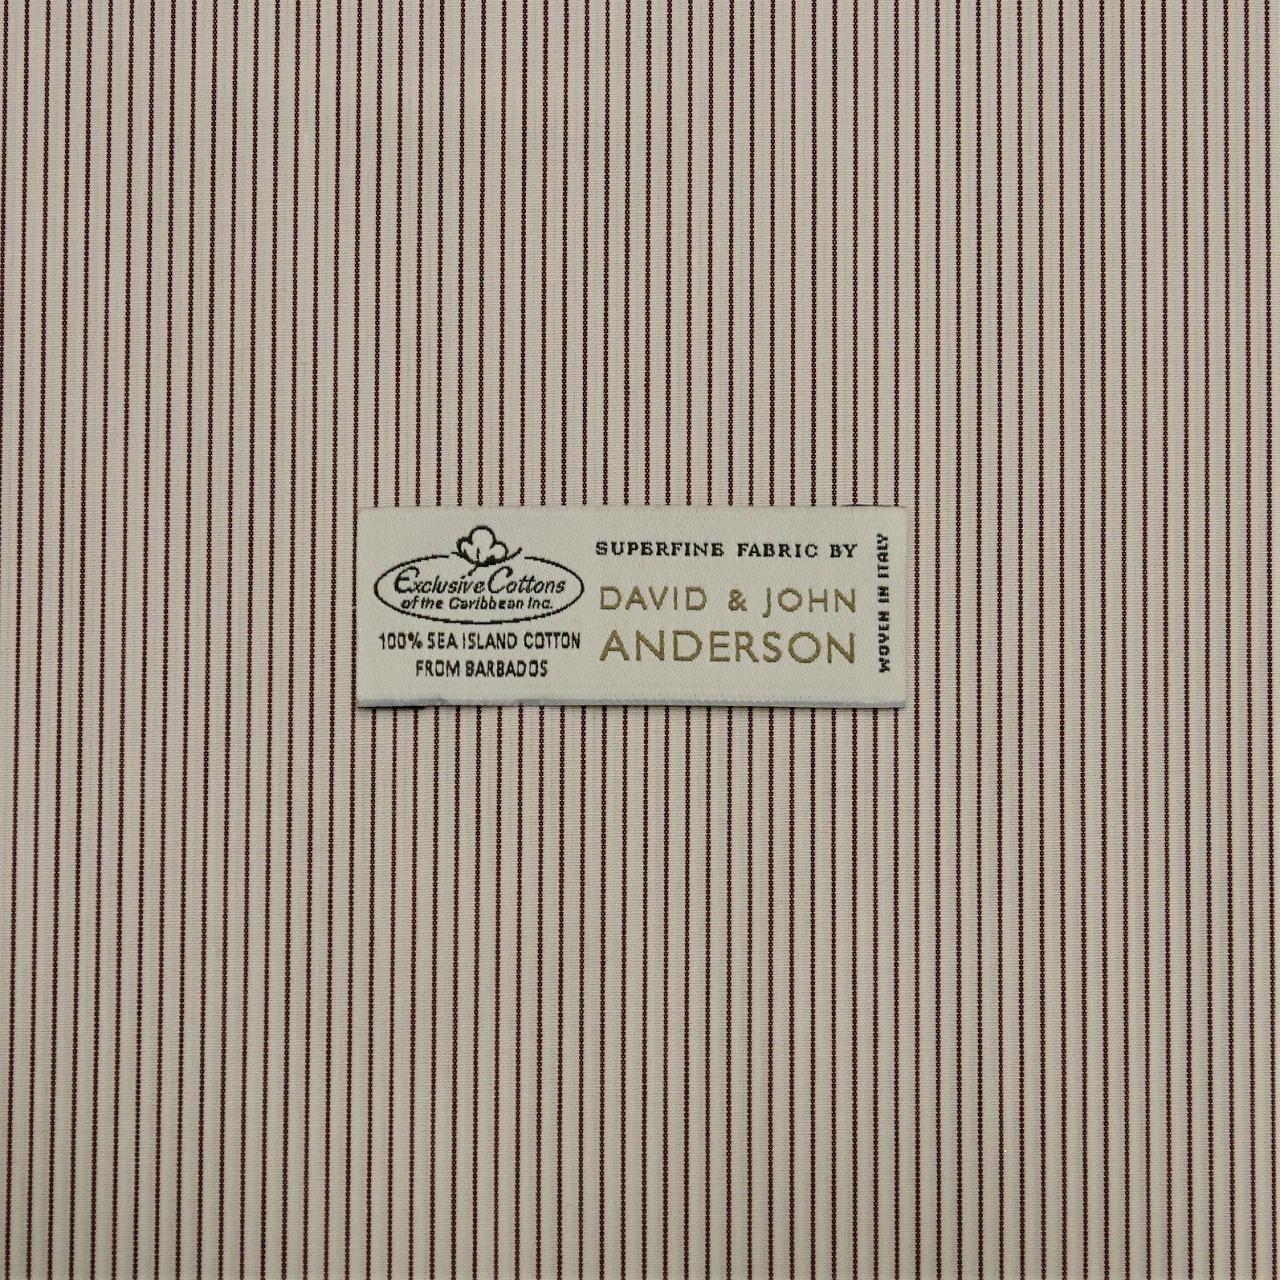 Exclusive Cottons
of the Caribbean Inc.
100% SEA ISLAND COTTON
FROM BARBADOS
SUPERFINE FABRIC BY
DAVID & JOHN
ANDERSON
WOVEN IN ITALY